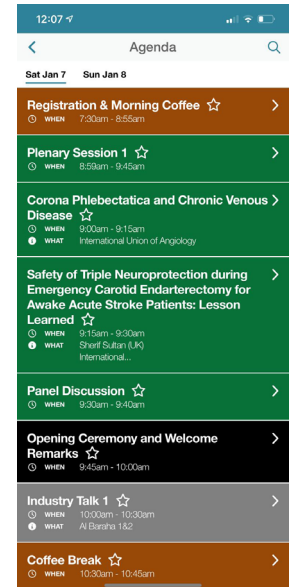 12:07
Agenda
Sat Jan 7 Sun Jan 8
Registration & Morning Coffee
WHEN 7:30am - 8:55am
Plenary Session 1
WHEN 8:59am - 9:45am
Corona Phlebectatica and Chronic Venous
Disease
WHEN 9:00am - 9:15am
WHAT International Union of Angiology
Safety of Triple Neuroprotection during
Emergency Carotid Endarterectomy for
Awake Acute Stroke Patients: Lesson
Learned
WHEN 9:15am - 9:30am
WHAT Sherif Sultan (UK)
International...
Panel Discussion
WHEN 9:30am - 9:40am
Opening Ceremony and Welcome
Remarks
WHEN 9:45am - 10:00am
Industry Talk 1
WHEN 10:00am - 10:30am
WHAT Al Baraha 1&2
Coffee Break
WHEN 10:30am - 10:45am